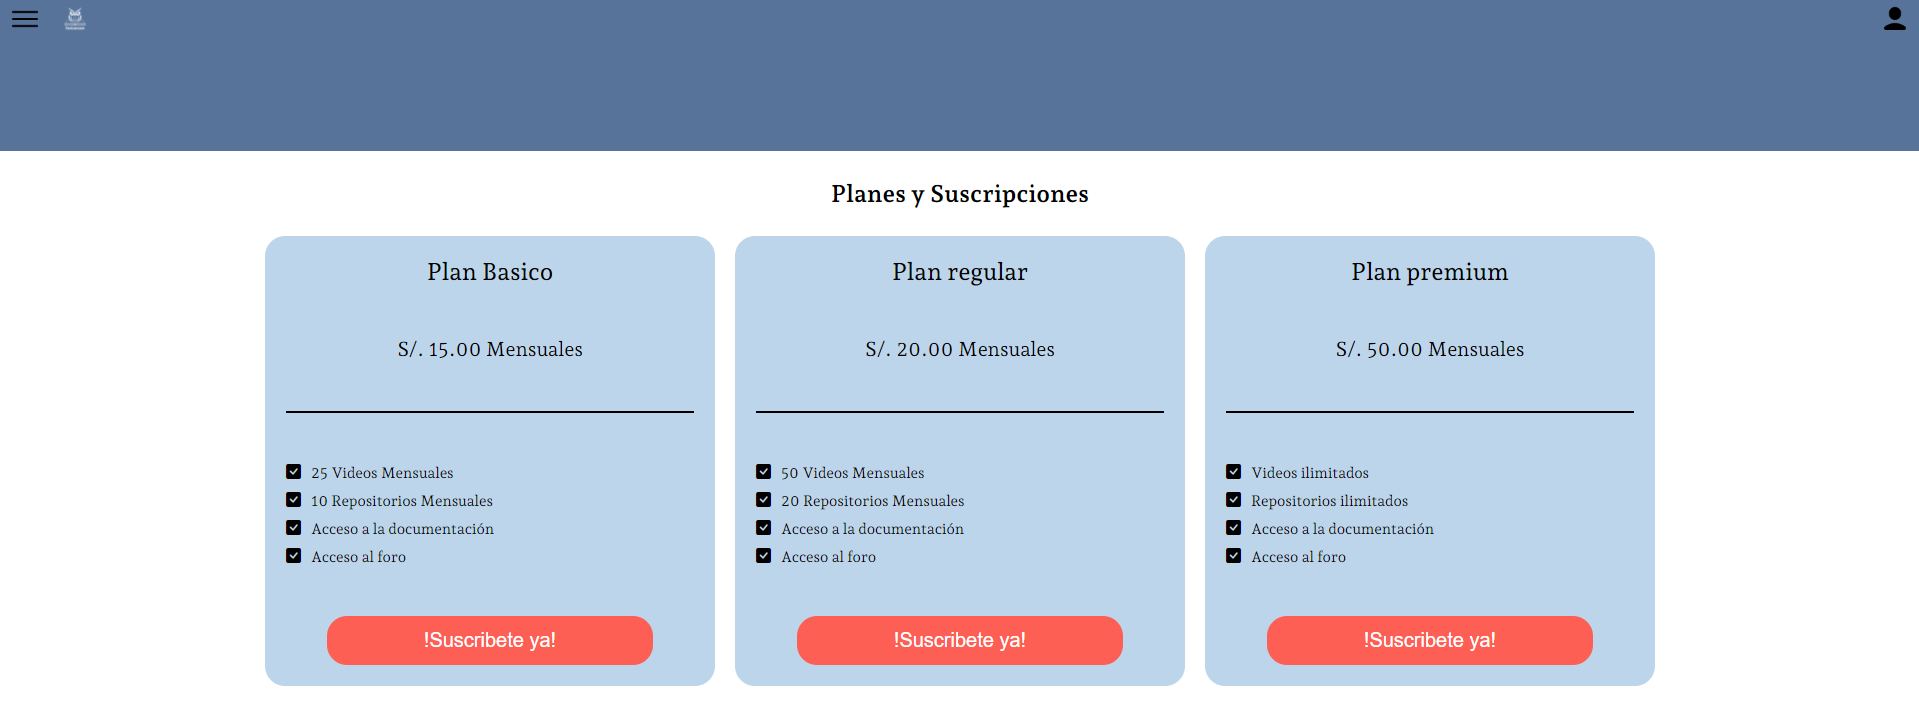 Planes y Suscripciones
Plan Basico
S/. 15.00 Mensuales
25 Videos Mensuales
10 Repositorios Mensuales
Acceso a la documentación
Acceso al foro
!Suscribete ya!
Plan regular
S/. 20.00 Mensuales
50 Videos Mensuales
20 Repositorios Mensuales
Acceso a la documentación
Acceso al foro
!Suscribete ya!
Plan premium
S/. 50.00 Mensuales
Videos ilimitados
Repositorios ilimitados
Acceso a la documentación
Acceso al foro
!Suscribete ya!